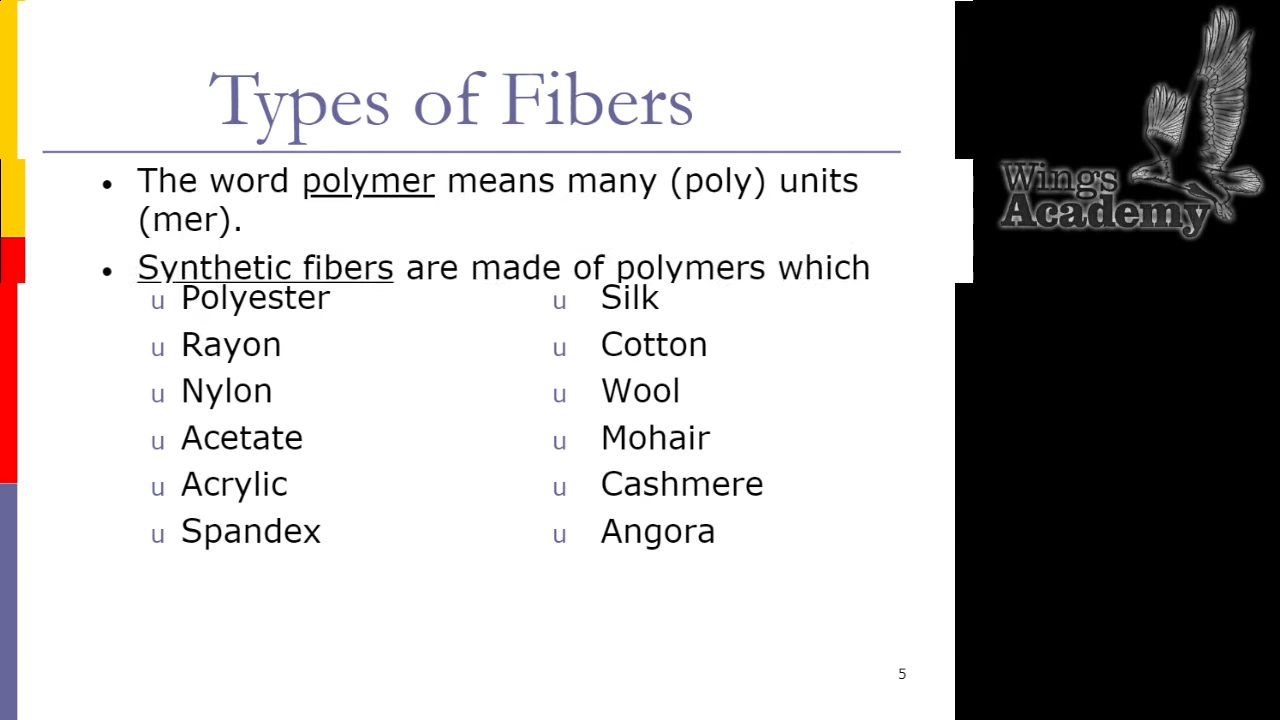 Types of Fibers
• The word polymer means many (poly) units
(mer).
• Synthetic fibers are made of polymers which
u Polyester
u Rayon
u Nylon
u Acetate
u Acrylic
u Spandex
u Silk
u Cotton
u Wool
u Mohair
u Cashmere
u Angora
5
Wings
Academy